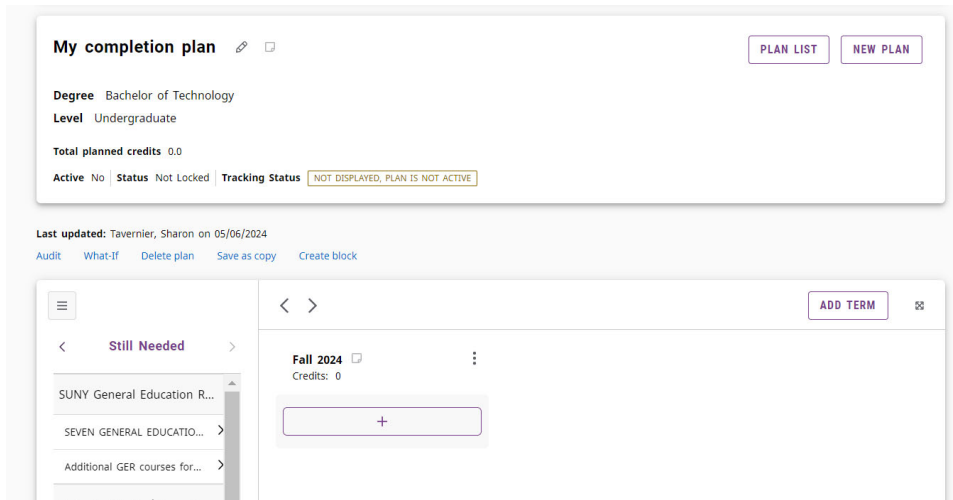 My completion plan
PLAN LIST
NEW PLAN
Degree Bachelor of Technology
Level Undergraduate
Total planned credits 0.0
Active No Status Not Locked Tracking Status NOT DISPLAYED, PLAN IS NOT ACTIVE
Last updated: Tavernier, Sharon on 05/06/2024
Audit What-If Delete plan Save as copy Create block
ADD TERM
Still Needed
SUNY General Education R...
SEVEN GENERAL EDUCATIO...
Additional GER courses for...
Fall 2024
Credits: 0